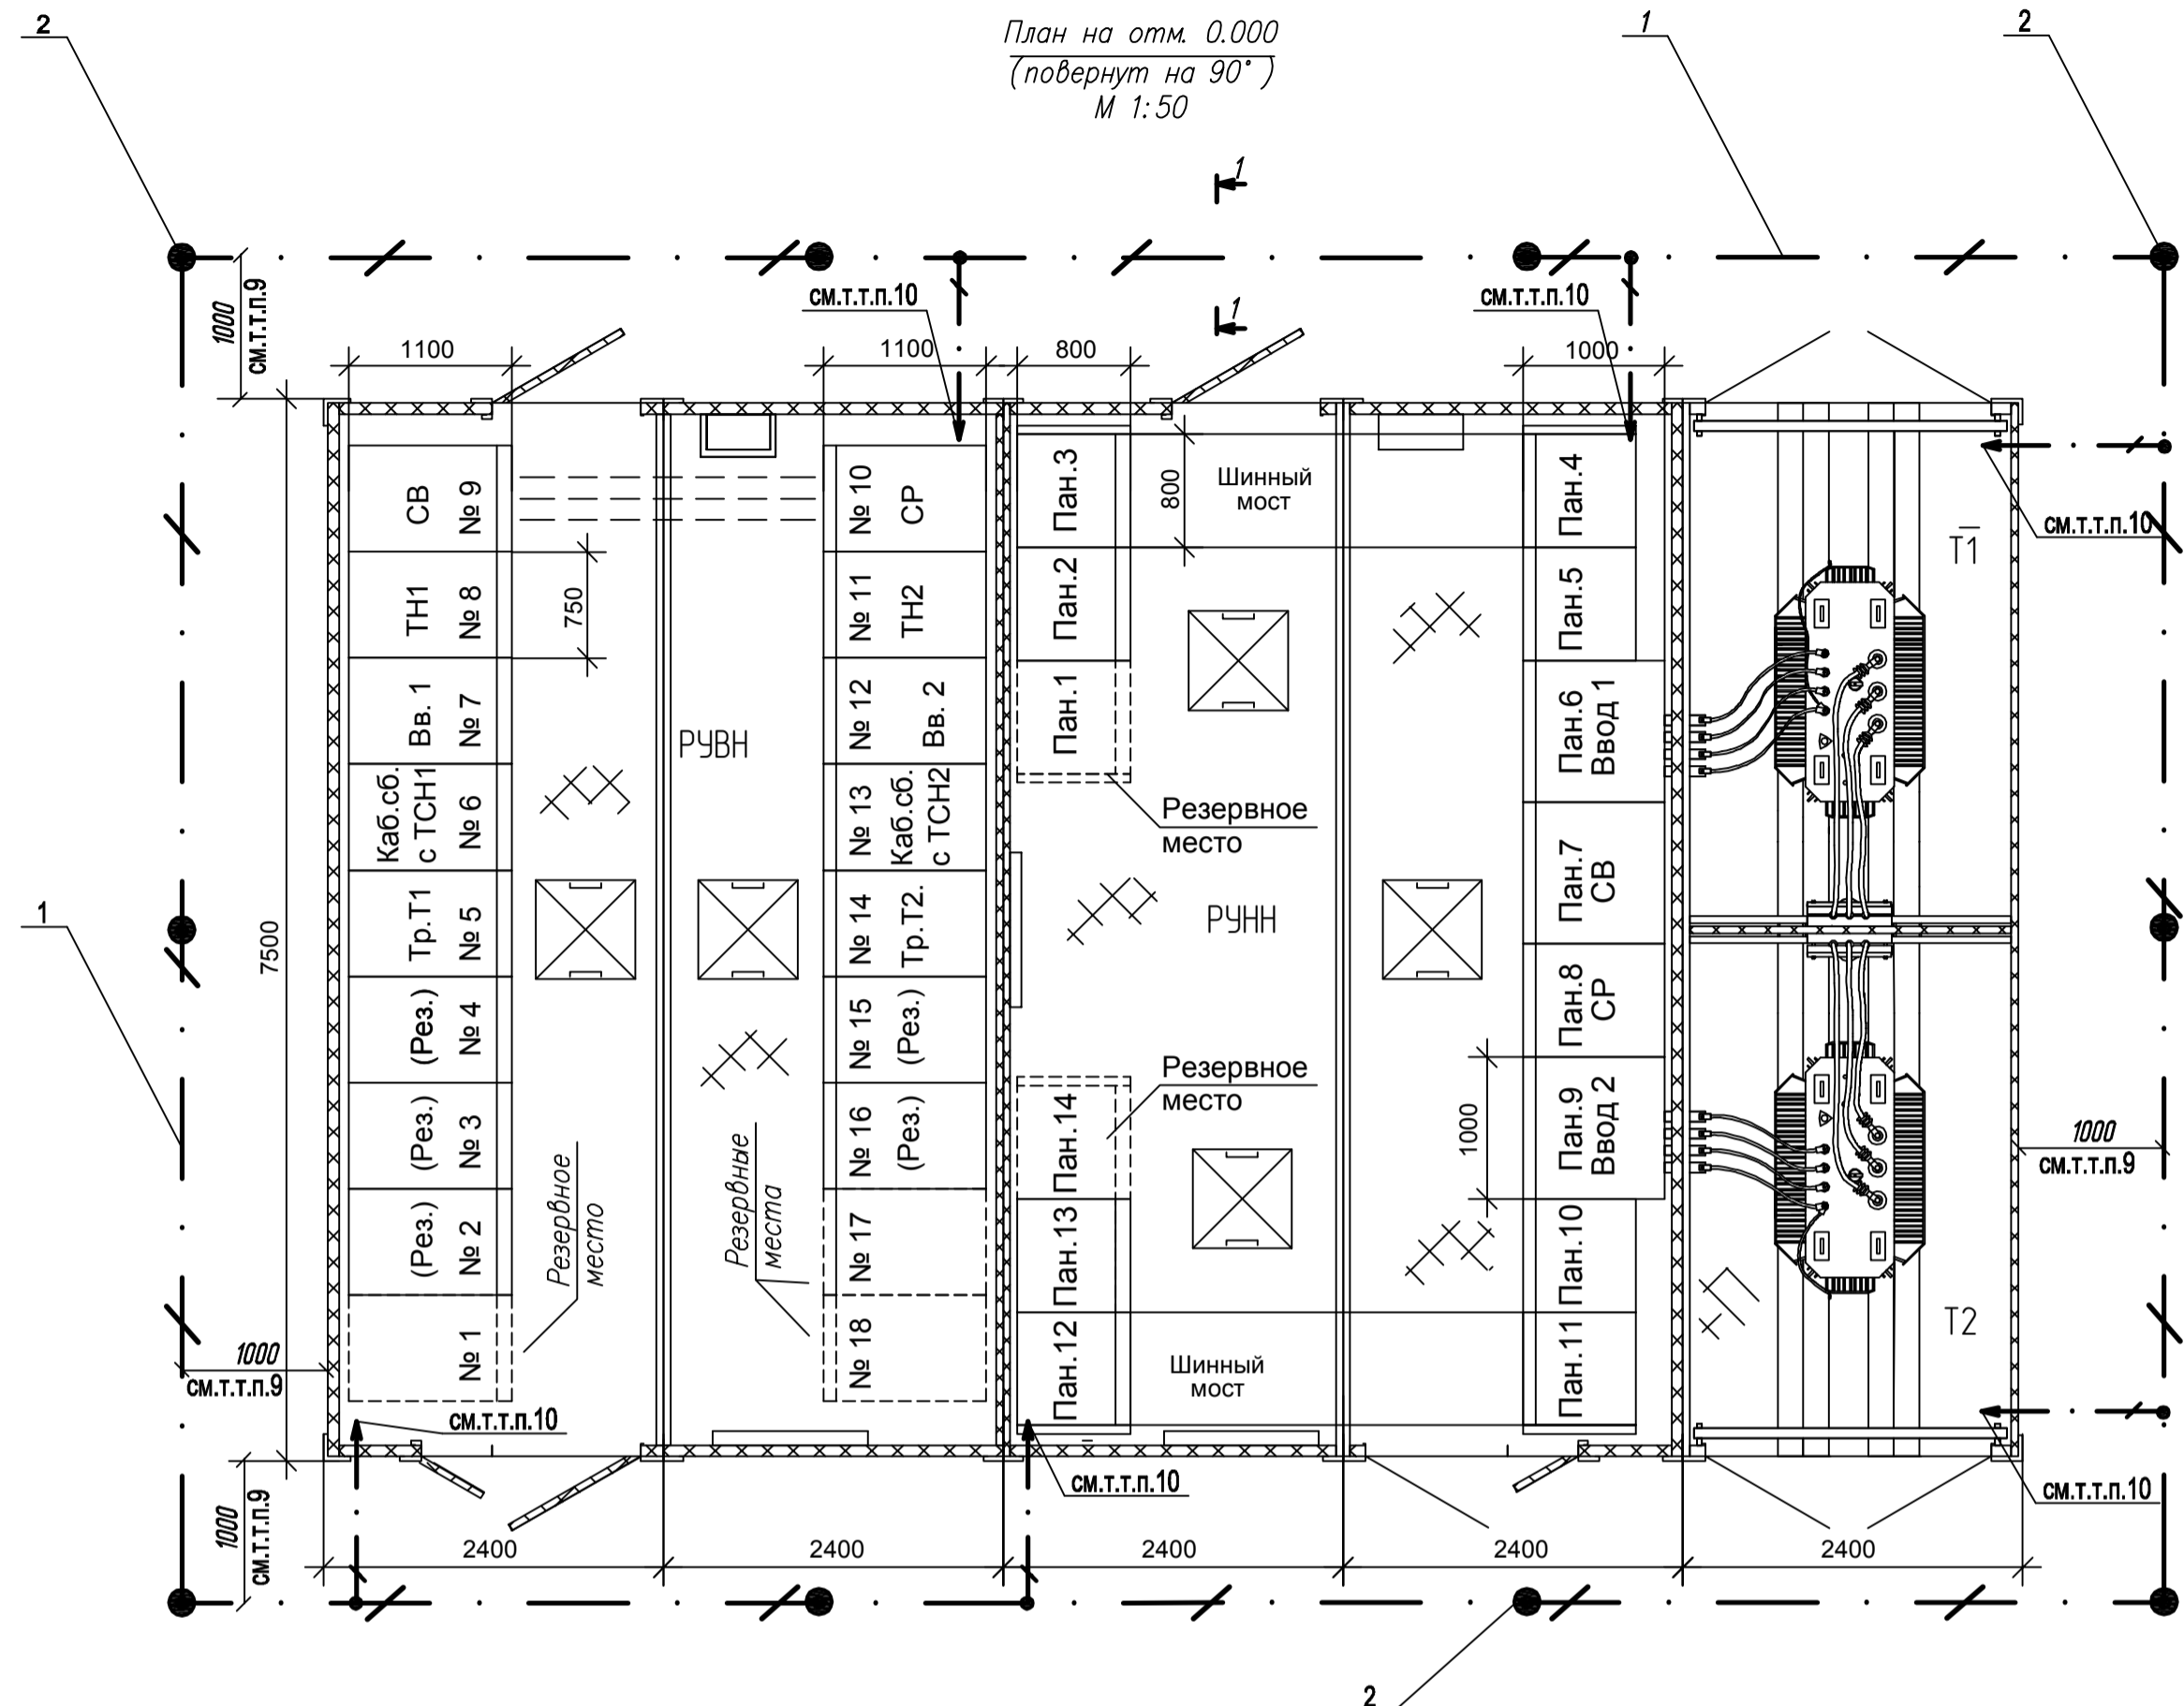 План на отм. 0.000
(повернут на 90°)
М 1:50
2
1
2
1
1
1000
см.т.т.п.9
см.т.т.п.10
см.т.т.п.10
1100
1100
800
1000
СВ
№ 9
ТН1
№ 8
Вв. 1
№ 7
Каб.сб.
с ТСН1
№ 6
Тр.Т1
№ 5
(Рез.)
№ 4
(Рез.)
№ 3
(Рез.)
№ 2
№ 1
750
РУВН
№ 10
СР
№ 11
ТН2
№ 12
Вв. 2
№ 13
Каб.сб.
с ТСН2
№ 14
Тр.Т2.
№ 15
(Рез.)
№ 16
(Рез.)
№ 17
№ 18
Резервное
место
Резервные
места
Пан.3
Пан.2
Пан.1
800
Шинный
мост
Резервное
место
РУНН
Резервное
место
Пан.14
Пан.13
Пан.12
Шинный
мост
Пан.4
Пан.5
Пан.6
Ввод 1
Пан.7
СВ
Пан.8
СР
Пан.9
Ввод 2
Пан.10
Пан.11
1000
см.т.т.п.10
Т1
Т2
1
7500
1000
см.т.т.п.9
1000
см.т.т.п.9
см.т.т.п.10
см.т.т.п.10
см.т.т.п.10
1000
см.т.т.п.9
2400
2400
2400
2400
2400
2